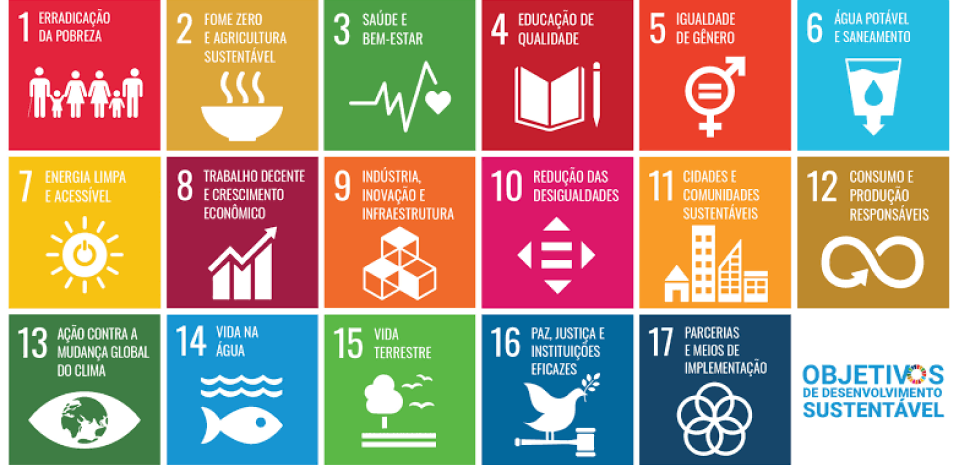 1 ERRADICAÇÃO
DA POBREZA
2 FOME ZERO
E AGRICULTURA
SUSTENTÁVEL
3 SAÚDE E
BEM-ESTAR
4 EDUCAÇÃO DE
QUALIDADE
5 IGUALDADE
DE GÊNERO
6 ÁGUA POTÁVEL
E SANEAMENTO
7 ENERGIA LIMPA
E ACESSÍVEL
8 TRABALHO DECENTE
E CRESCIMENTO
ECONÔMICO
9 INDÚSTRIA,
INOVAÇÃO E
INFRAESTRUTURA
10 REDUÇÃO DAS
DESIGUALDADES
11 CIDADES E
COMUNIDADES
SUSTENTÁVEIS
12 CONSUMO E
PRODUÇÃO
RESPONSÁVEIS
13 AÇÃO CONTRA A
MUDANÇA GLOBAL
DO CLIMA
14 VIDA NA
ÁGUA
15 VIDA
TERRESTRE
16 PAZ, JUSTIÇA E
INSTITUIÇÕES
EFICAZES
17 PARCERIAS
E MEIOS DE
IMPLEMENTAÇÃO
OBJETIVOS
DE DESENVOLVIMENTO
SUSTENTÁVEL